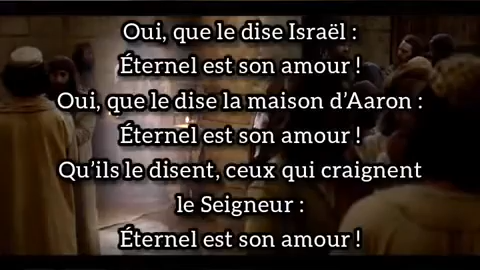 Oui, que le dise Israël :
Éternel est son amour !
Oui, que le dise la maison d’Aaron :
Éternel est son amour !
Qu’ils le disent, ceux qui craignent
le Seigneur :
Éternel est son amour !